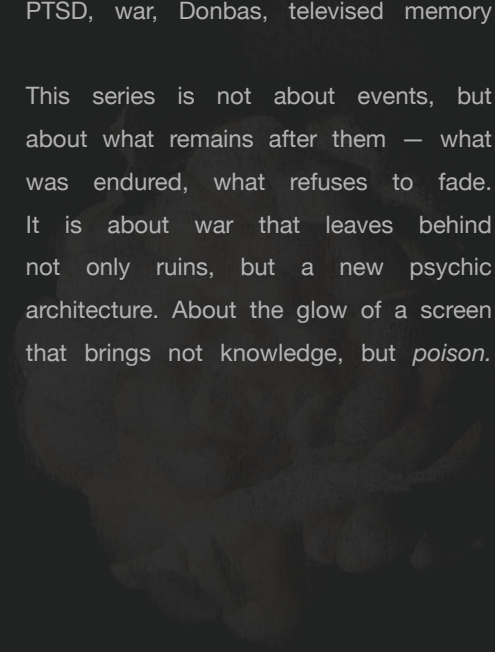 PTSD, war, Donbas, televised memory
This series is not about events, but
about what remains after them — what
was endured, what refuses to fade.
It is about war that leaves behind
not only ruins, but a new psychic
architecture. About the glow of a screen
that brings not knowledge, but poison.